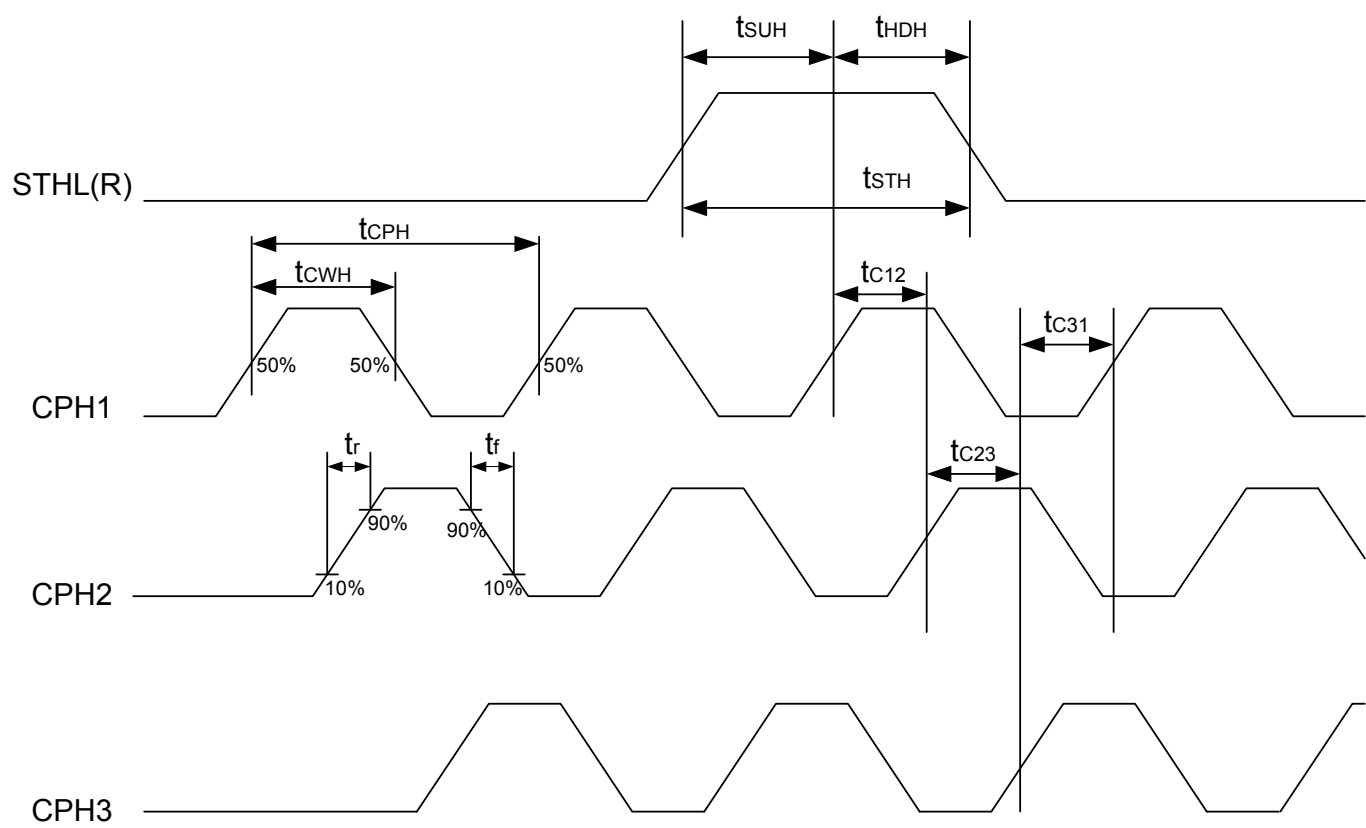 tSUH tHDH
STHL(R)
tSTH
tCPH
tCWH
tC12
tC31
50% 50% 50%
CPH1
tr tf
tC23
90% 90%
10% 10%
CPH2
CPH3